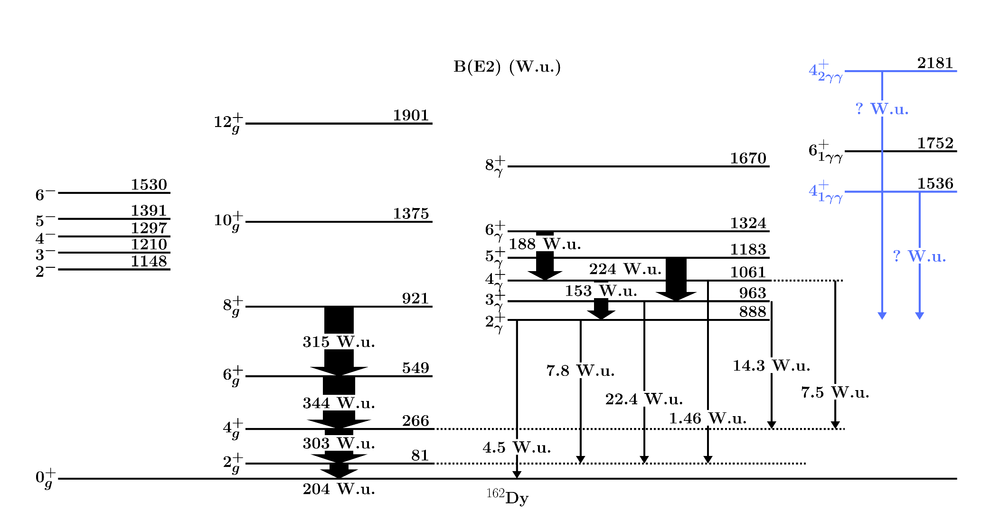 B(E2) (W.u.)
4⁺₂γγ 2181
? W.u.
12⁺g 1901
6⁺₁γγ 1752
8⁺γ 1670
4⁺₁γγ 1536
6⁻ 1530
5⁻ 1391
4⁻ 1297
3⁻ 1210
2⁻ 1148
10⁺g 1375
6⁺γ 1324
188 W.u.
5⁺γ 1183
224 W.u.
? W.u.
4⁺γ 1061
153 W.u.
3⁺γ 963
2⁺γ 888
8⁺g 921
315 W.u.
6⁺g 549
344 W.u.
4⁺g 266
303 W.u.
2⁺g 81
204 W.u.
14.3 W.u.
7.8 W.u.
7.5 W.u.
22.4 W.u.
1.46 W.u.
4.5 W.u.
0⁺g
¹⁶²Dy